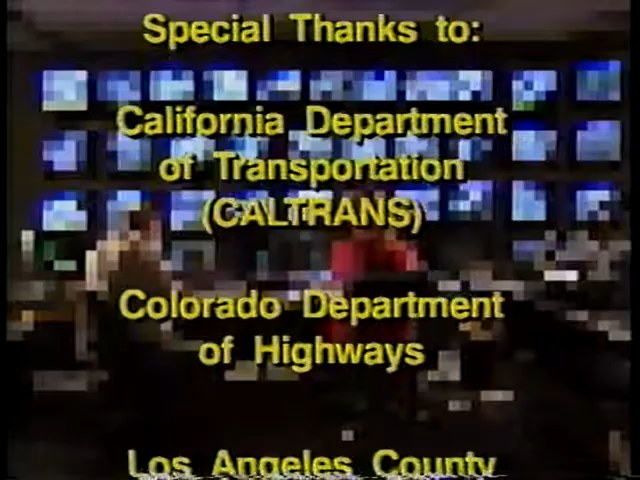 Special Thanks to:
California Department
of Transportation
(CALTRANS)
Colorado Department
of Highways
Los Angeles County